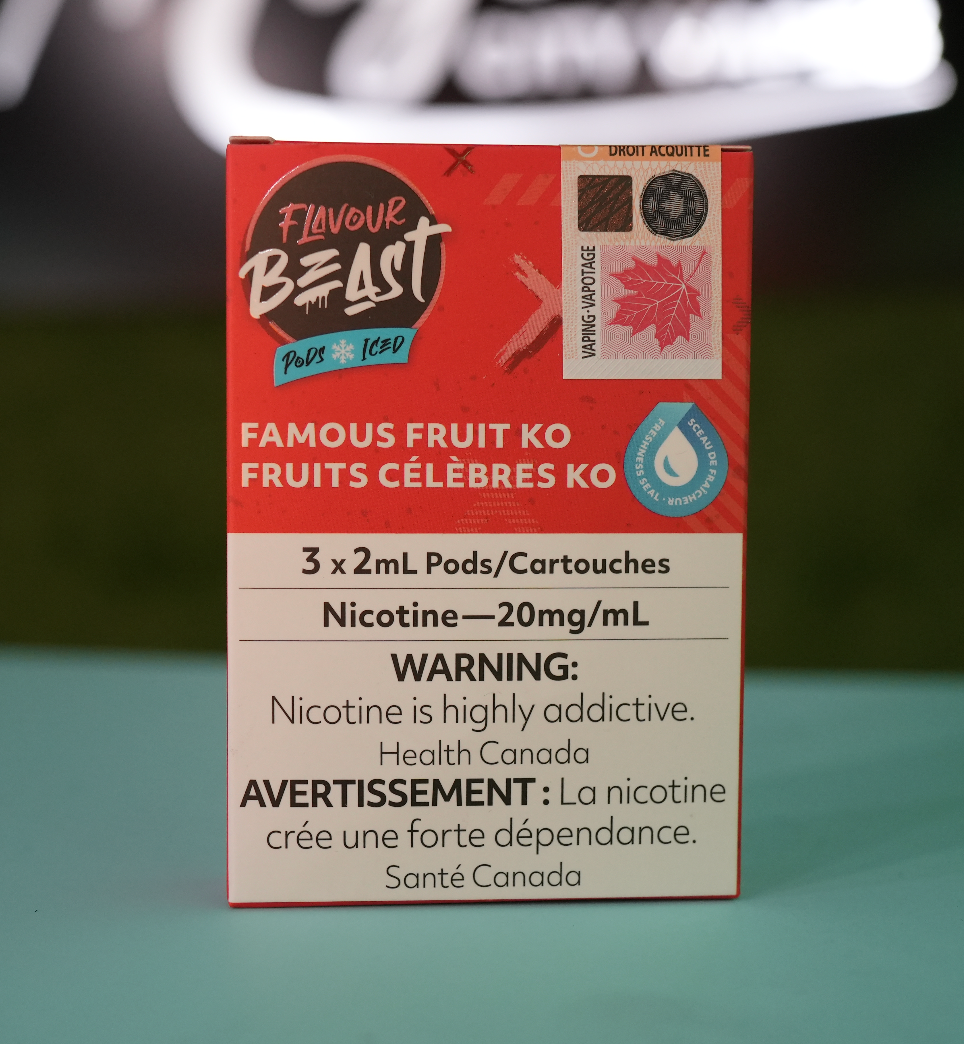 DROIT ACQUITTÉ
FLAVOUR
BEAST
PODS ICED
VAPING·VAPOTAGE
FAMOUS FRUIT KO
FRUITS CÉLÈBRES KO
SCEAU DE FRAÎCHEUR
FRESHNESS SEAL
3 x 2mL Pods/Cartouches
Nicotine—20mg/mL
WARNING:
Nicotine is highly addictive.
Health Canada
AVERTISSEMENT : La nicotine
crée une forte dépendance.
Santé Canada